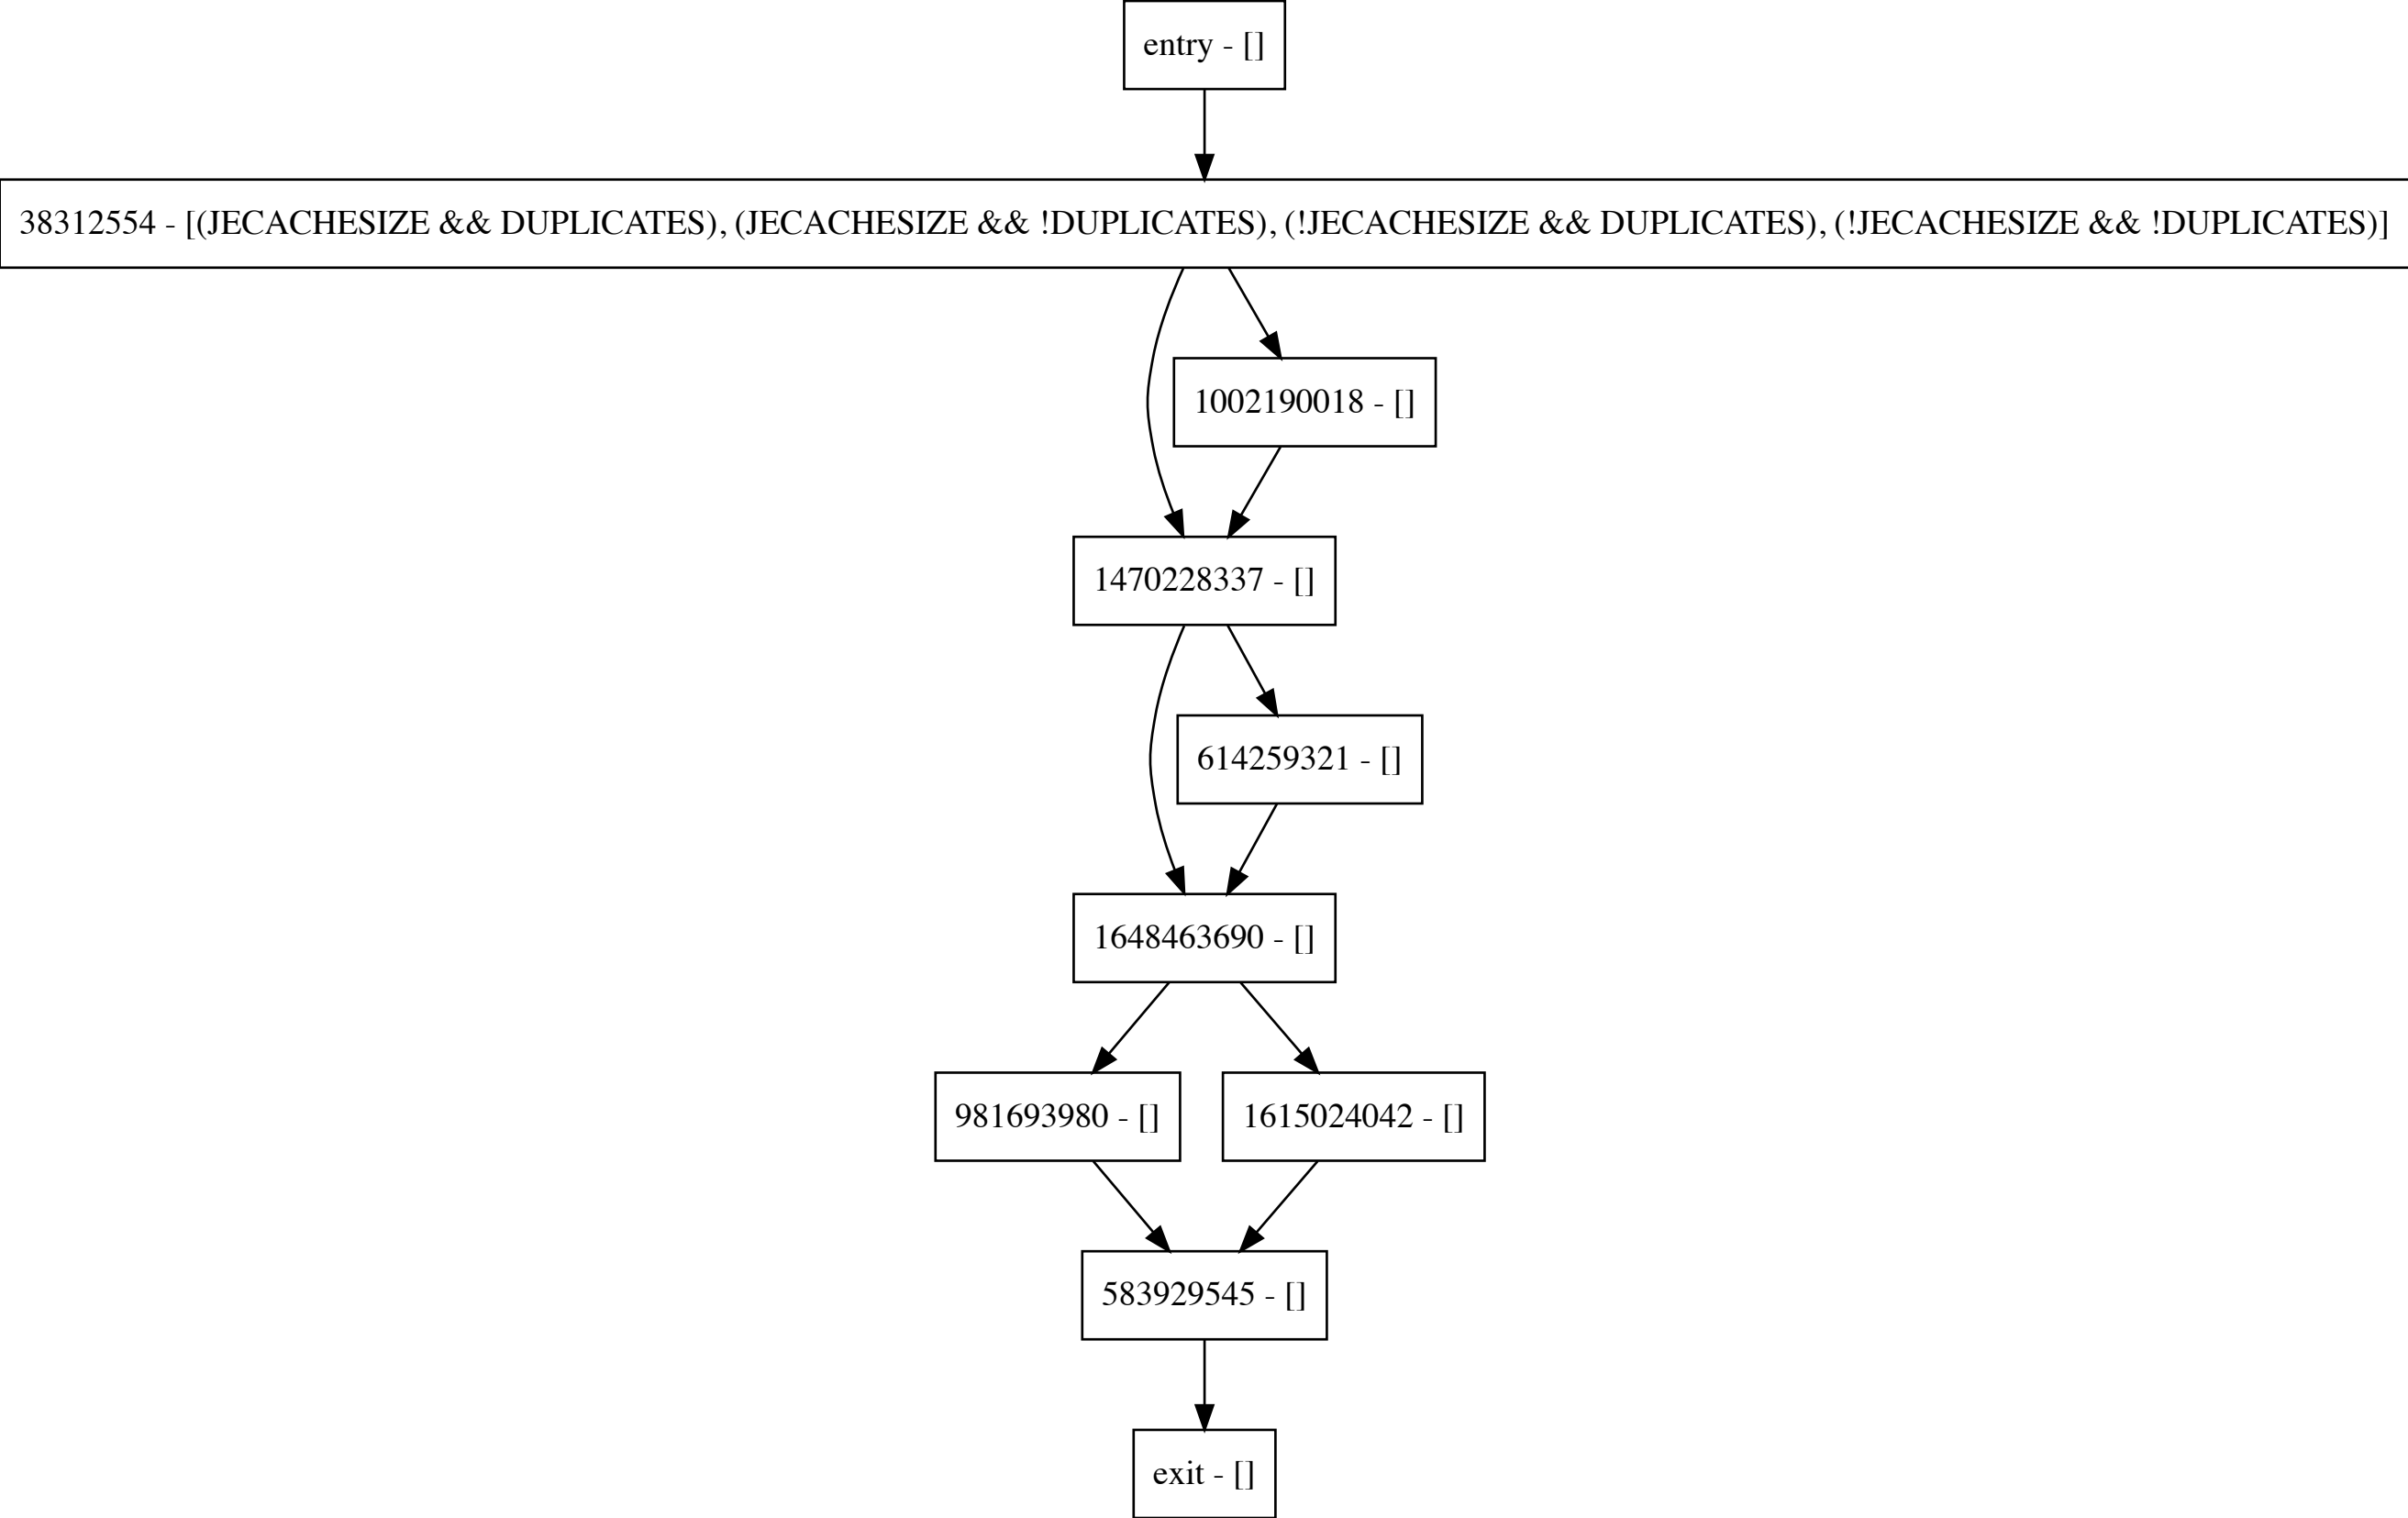 entry - []
38312554 - [(JECACHESIZE && DUPLICATES), (JECACHESIZE && !DUPLICATES), (!JECACHESIZE && DUPLICATES), (!JECACHESIZE && !DUPLICATES)]
1002190018 - []
1470228337 - []
614259321 - []
1648463690 - []
981693980 - []
1615024042 - []
583929545 - []
exit - []